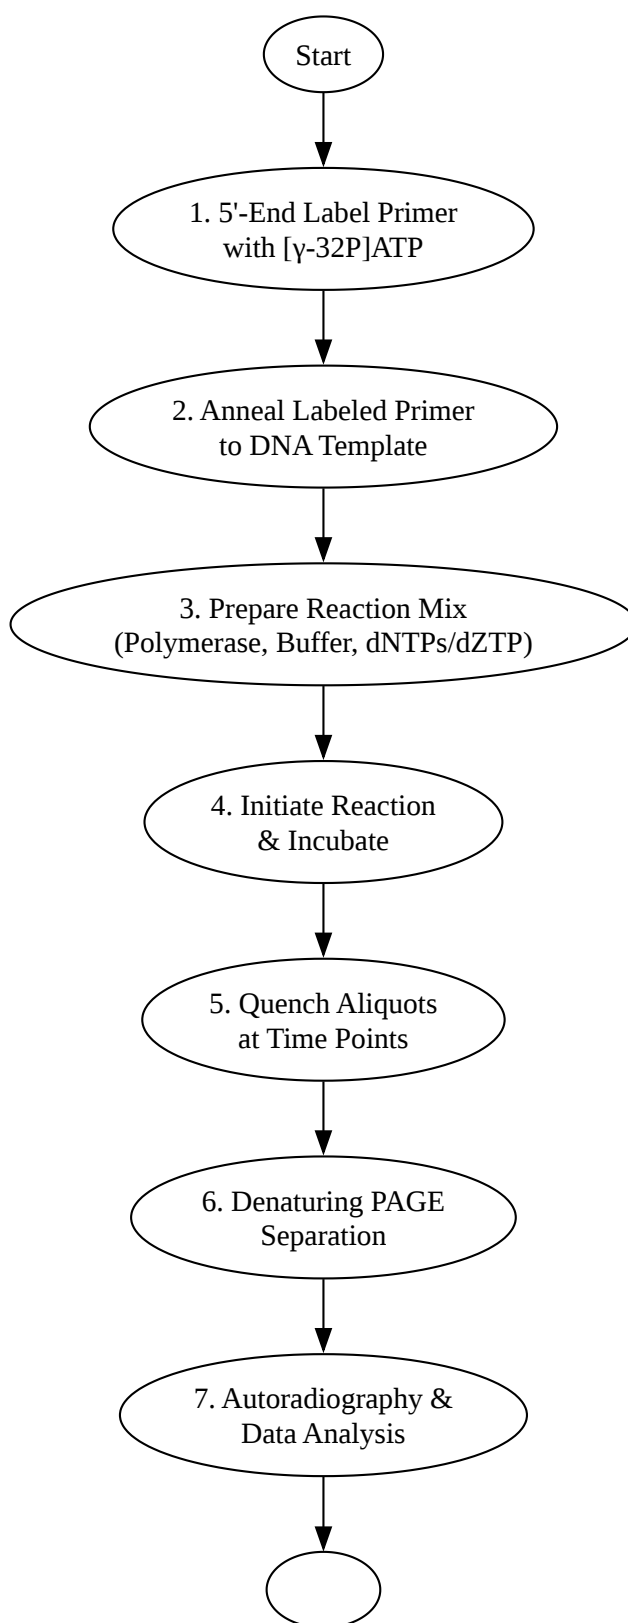 Start
1. 5'-End Label Primer
with [γ-32P]ATP
2. Anneal Labeled Primer
to DNA Template
3. Prepare Reaction Mix
(Polymerase, Buffer, dNTPs/dZTP)
4. Initiate Reaction
& Incubate
5. Quench Aliquots
at Time Points
6. Denaturing PAGE
Separation
7. Autoradiography &
Data Analysis